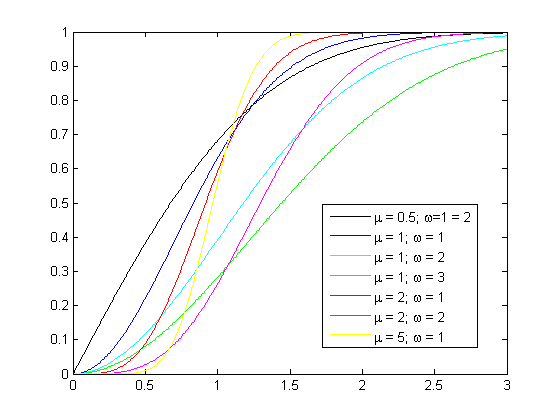 1
0.9
0.8
0.7
0.6
0.5
0.4
0.3
0.2
0.1
0
0 0.5 1 1.5 2 2.5 3
μ = 0.5; ω=1 = 2
μ = 1; ω = 1
μ = 1; ω = 2
μ = 1; ω = 3
μ = 2; ω = 1
μ = 2; ω = 2
μ = 5; ω = 1